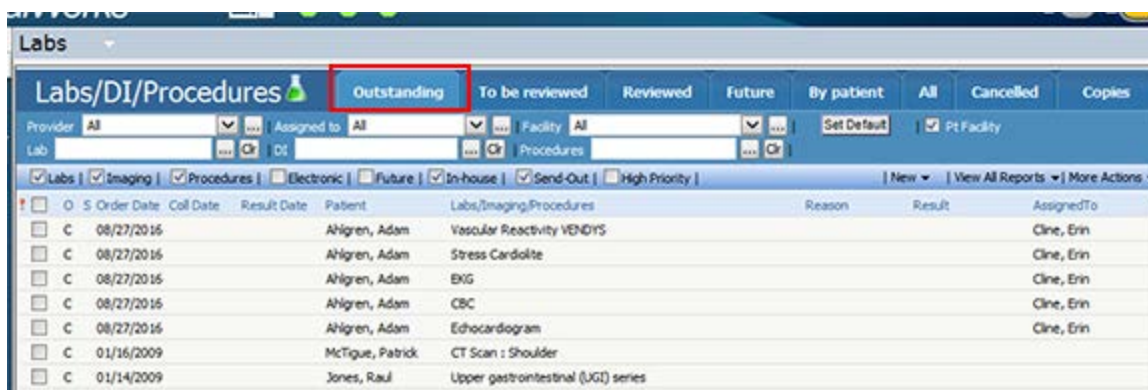 Labs
Labs/DI/Procedures Outstanding To be reviewed Reviewed Future By patient All Cancelled Copies
Provider All ... | Assigned to All ... | Facility All ... | Set Default | Pt Facility
Lab ... Clr | DI ... Clr | Procedures ... Clr |
Labs | Imaging | Procedures | Electronic | Future | In-house | Send-Out | High Priority | | New | View All Reports | More Actions
! O S Order Date Coll Date Result Date Patient Labs/Imaging/Procedures Reason Result AssignedTo
C 08/27/2016 Ahlgren, Adam Vascular Reactivity VENDYS Cline, Erin
C 08/27/2016 Ahlgren, Adam Stress Cardiolite Cline, Erin
C 08/27/2016 Ahlgren, Adam EKG Cline, Erin
C 08/27/2016 Ahlgren, Adam CBC Cline, Erin
C 08/27/2016 Ahlgren, Adam Echocardiogram Cline, Erin
C 01/16/2009 McTigue, Patrick CT Scan : Shoulder
C 01/14/2009 Jones, Raul Upper gastrointestinal (UGI) series